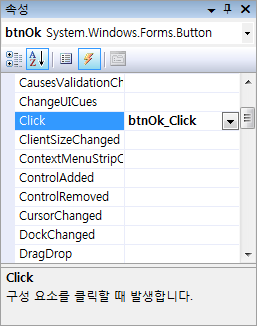 속성
btnOk System.Windows.Forms.Button
CausesValidationCh
ChangeUICues
Click btnOk_Click
ClientSizeChanged
ContextMenuStripC
ControlAdded
ControlRemoved
CursorChanged
DockChanged
DragDrop
Click
구성 요소를 클릭할 때 발생합니다.